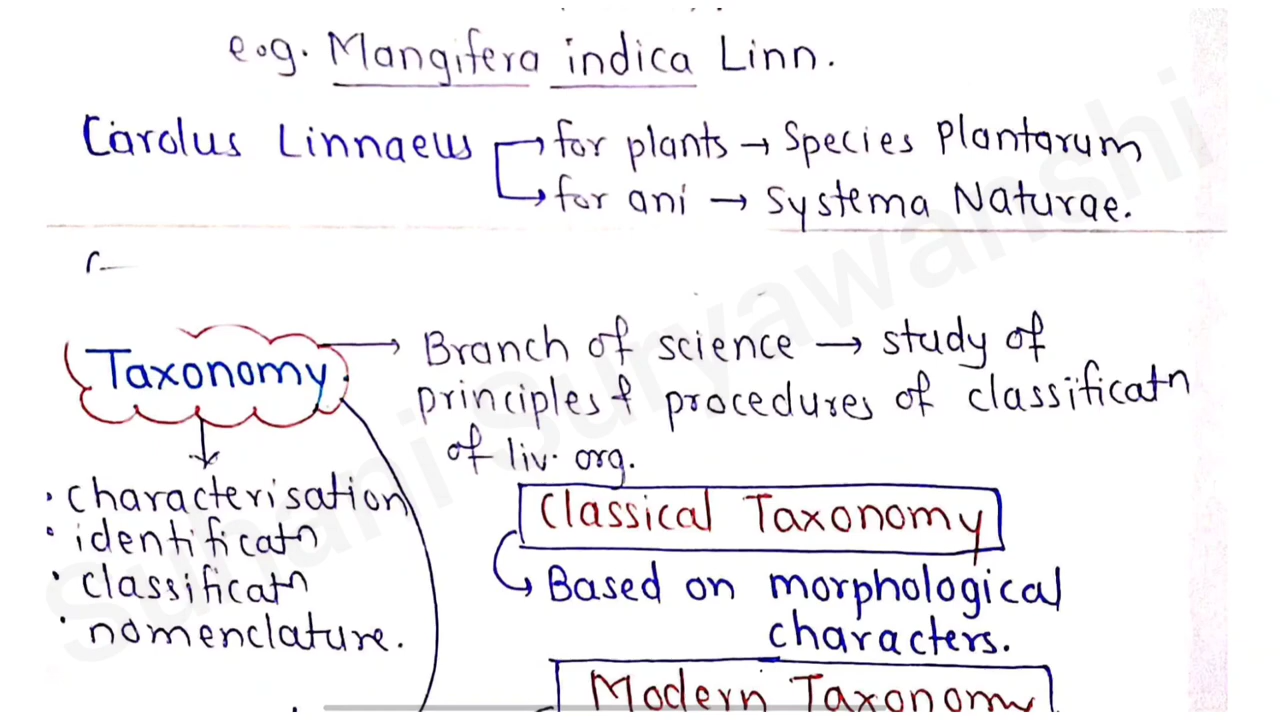 e.g. Mangifera indica Linn.
Carolus Linnaeus → for plants → Species Plantarum
→ for ani → Systema Naturae.
Taxonomy → Branch of science → study of
principles & procedures of classificatn
of liv. org.
· characterisation
· identificatn
· classificatn
· nomenclature.
Classical Taxonomy
→ Based on morphological
characters.
Modern Taxonomy
Suhani Suryawanshi